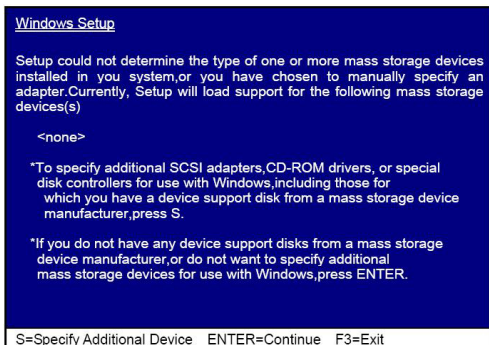 Windows Setup
Setup could not determine the type of one or more mass storage devices
installed in you system,or you have chosen to manually specify an
adapter.Currently, Setup will load support for the following mass storage
devices(s)
<none>
*To specify additional SCSI adapters,CD-ROM drivers, or special
disk controllers for use with Windows,including those for
which you have a device support disk from a mass storage device
manufacturer,press S.
*If you do not have any device support disks from a mass storage
device manufacturer,or do not want to specify additional
mass storage devices for use with Windows,press ENTER.
S=Specify Additional Device ENTER=Continue F3=Exit